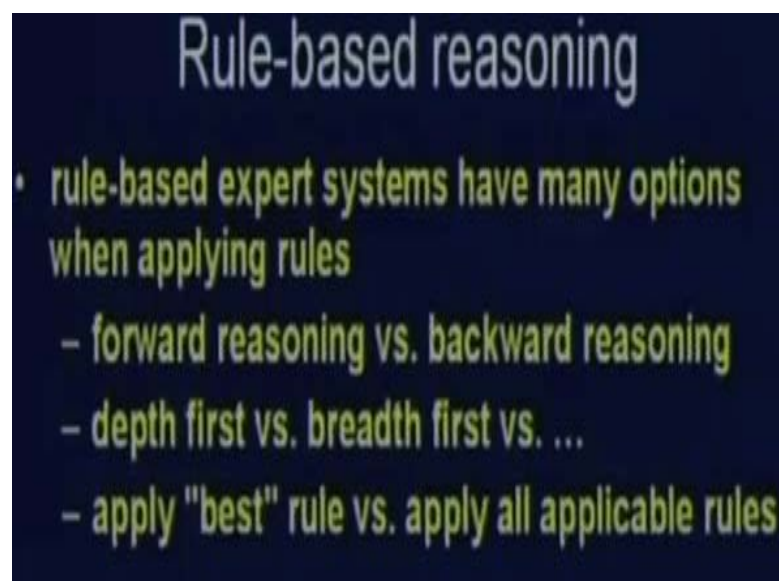 Rule-based reasoning
• rule-based expert systems have many options
when applying rules
– forward reasoning vs. backward reasoning
– depth first vs. breadth first vs. ...
– apply "best" rule vs. apply all applicable rules